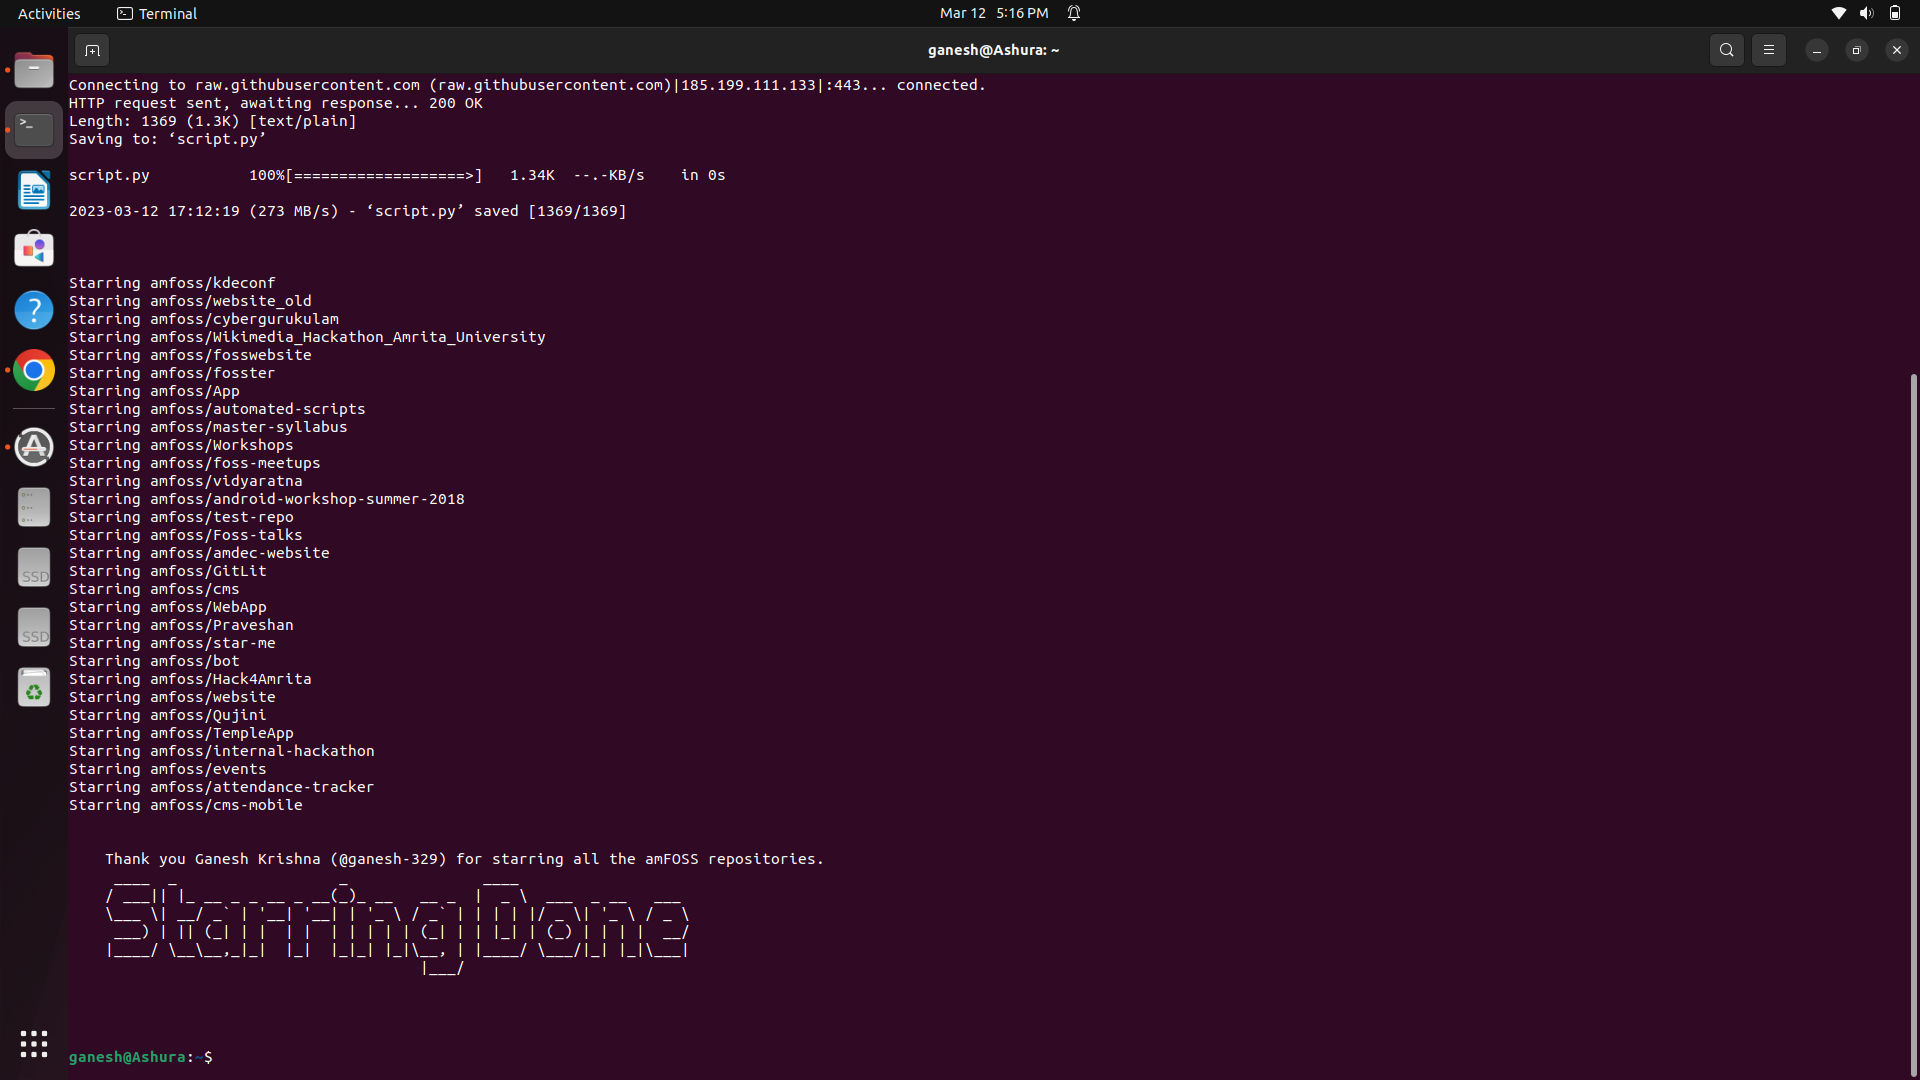 Activities Terminal Mar 12 5:16 PM
ganesh@Ashura: ~
Connecting to raw.githubusercontent.com (raw.githubusercontent.com)|185.199.111.133|:443... connected.
HTTP request sent, awaiting response... 200 OK
Length: 1369 (1.3K) [text/plain]
Saving to: ‘script.py’
script.py 100%[===================>] 1.34K --.-KB/s in 0s
2023-03-12 17:12:19 (273 MB/s) - ‘script.py’ saved [1369/1369]
Starring amfoss/kdeconf
Starring amfoss/website_old
Starring amfoss/cybergurukulam
Starring amfoss/Wikimedia_Hackathon_Amrita_University
Starring amfoss/fosswebsite
Starring amfoss/fosster
Starring amfoss/App
Starring amfoss/automated-scripts
Starring amfoss/master-syllabus
Starring amfoss/Workshops
Starring amfoss/foss-meetups
Starring amfoss/vidyaratna
Starring amfoss/android-workshop-summer-2018
Starring amfoss/test-repo
Starring amfoss/Foss-talks
Starring amfoss/amdec-website
Starring amfoss/GitLit
Starring amfoss/cms
Starring amfoss/WebApp
Starring amfoss/Praveshan
Starring amfoss/star-me
Starring amfoss/bot
Starring amfoss/Hack4Amrita
Starring amfoss/website
Starring amfoss/Qujini
Starring amfoss/TempleApp
Starring amfoss/internal-hackathon
Starring amfoss/events
Starring amfoss/attendance-tracker
Starring amfoss/cms-mobile
Thank you Ganesh Krishna (@ganesh-329) for starring all the amFOSS repositories.
Starring Done
ganesh@Ashura:~$
SSD
SSD